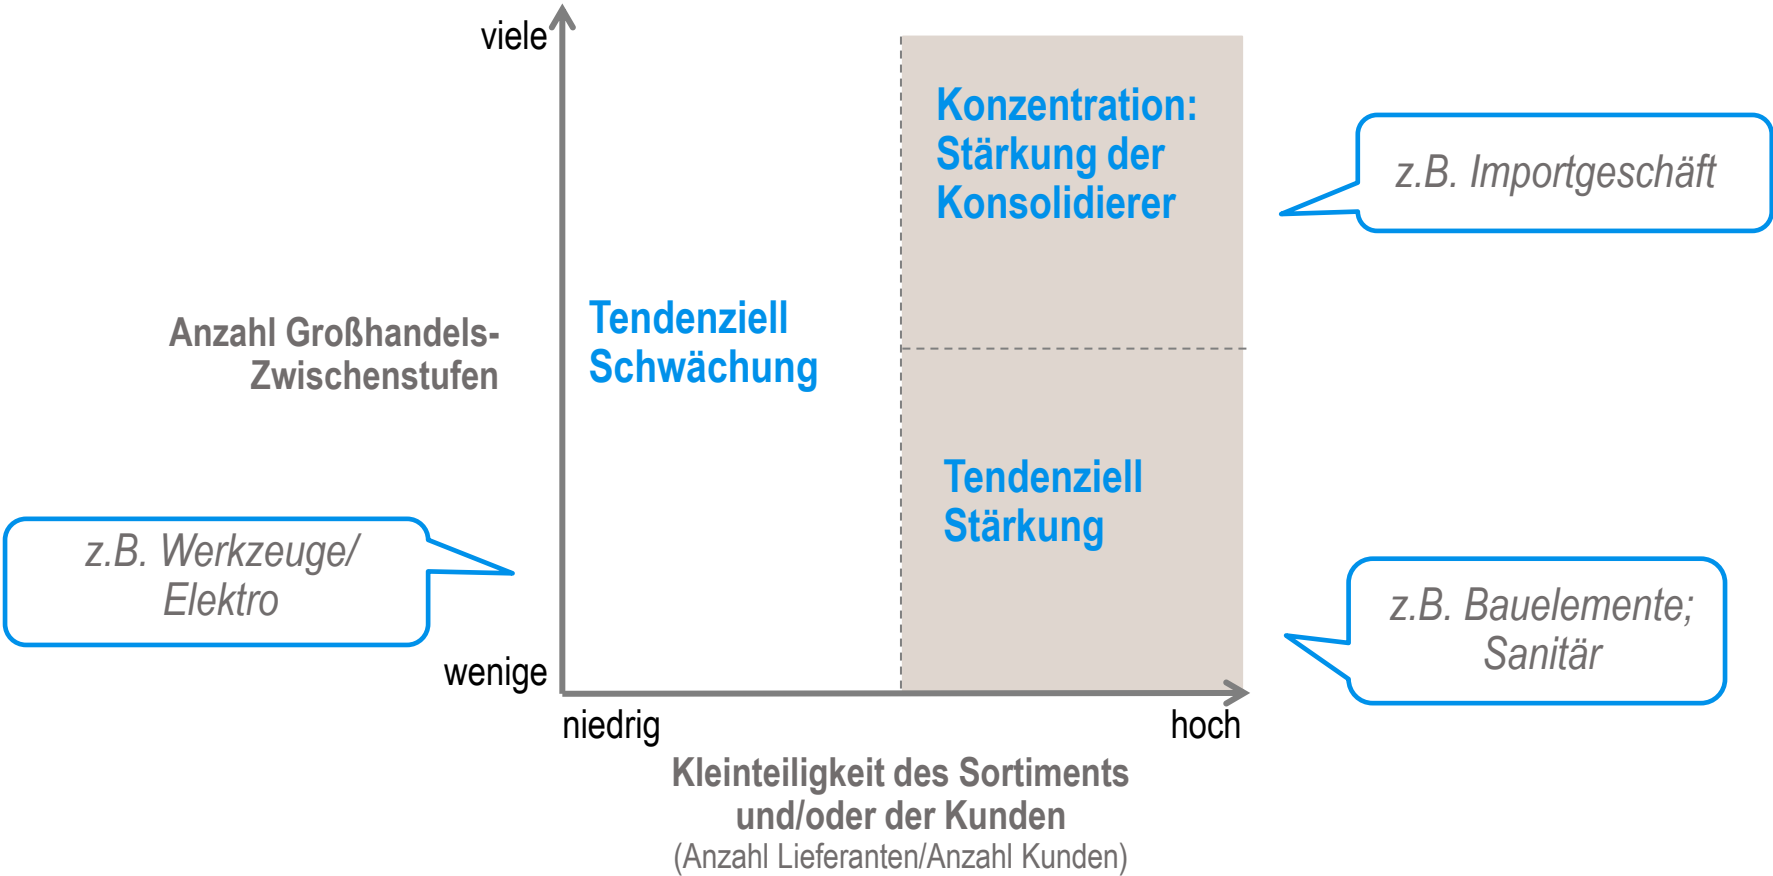 viele
Konzentration:
Stärkung der
Konsolidierer
z.B. Importgeschäft
Anzahl Großhandels-
Zwischenstufen
Tendenziell
Schwächung
Tendenziell
Stärkung
z.B. Werkzeuge/
Elektro
z.B. Bauelemente;
Sanitär
wenige
niedrig
hoch
Kleinteiligkeit des Sortiments
und/oder der Kunden
(Anzahl Lieferanten/Anzahl Kunden)